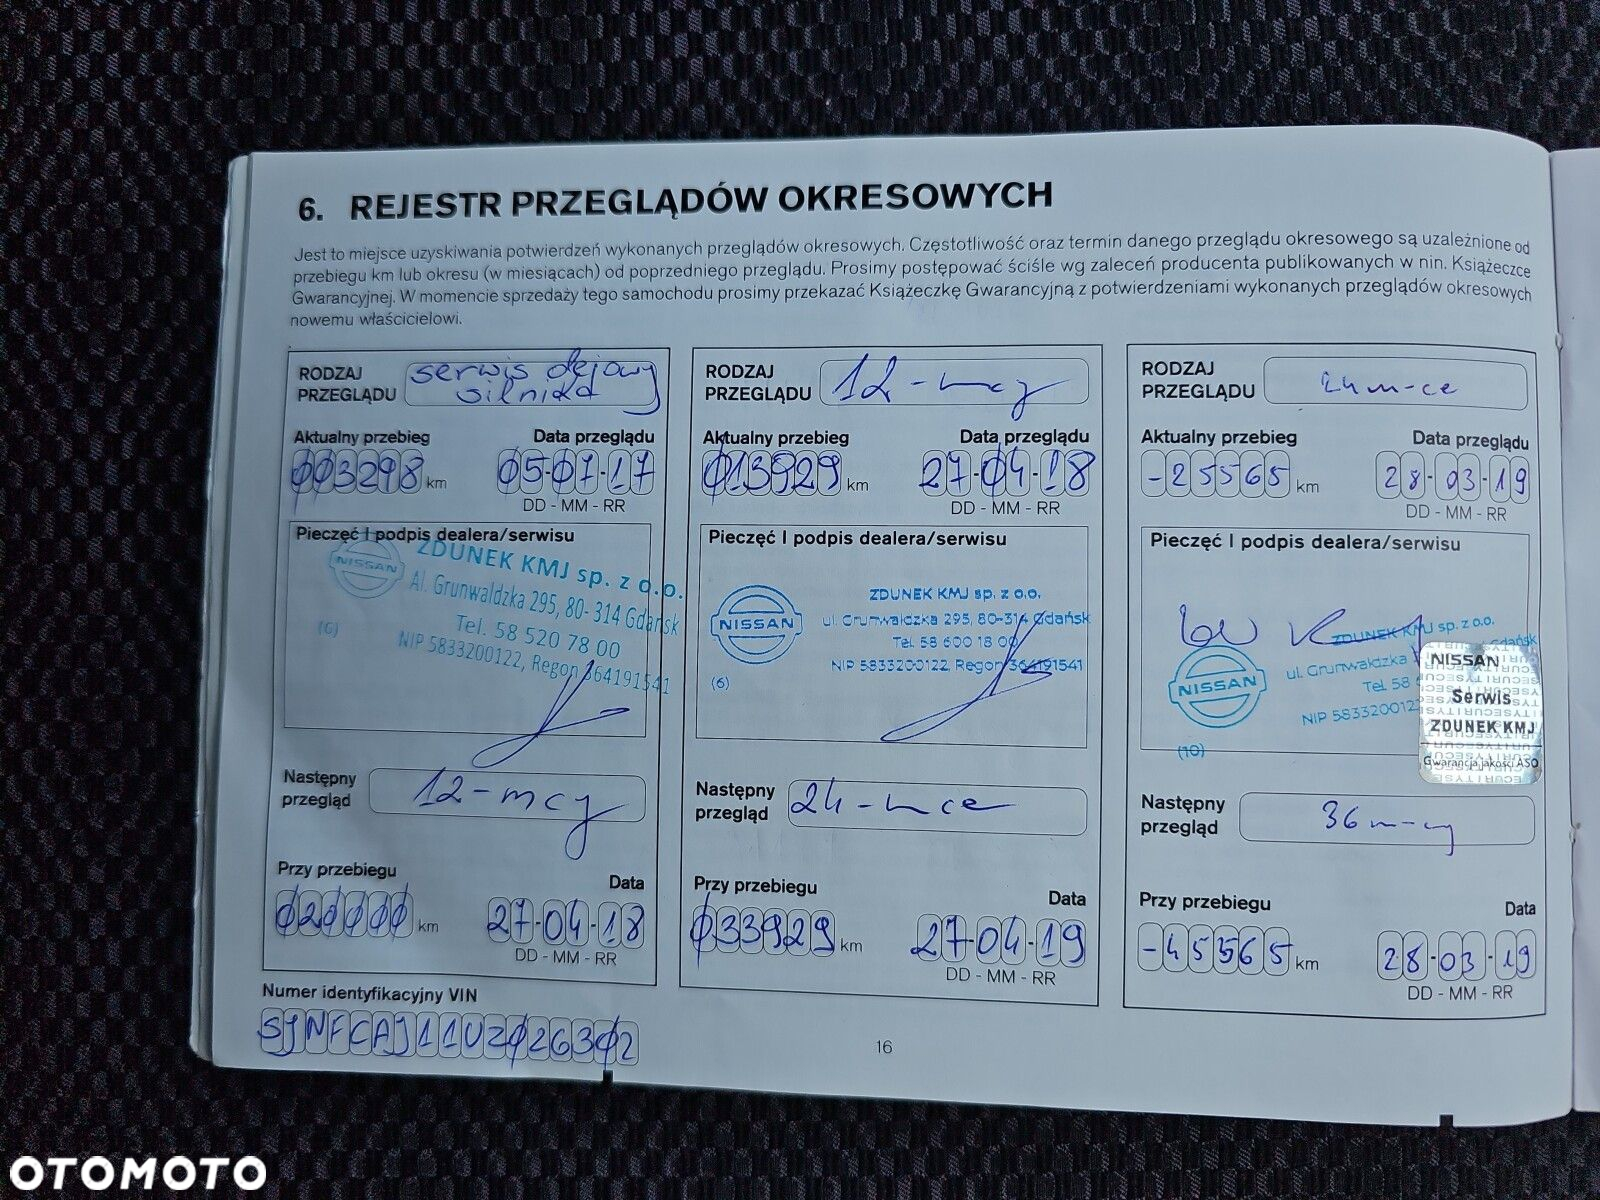 6. REJESTR PRZEGLĄDÓW OKRESOWYCH
Jest to miejsce uzyskiwania potwierdzeń wykonanych przeglądów okresowych. Częstotliwość oraz termin danego przeglądu okresowego są uzależnione od
przebiegu km lub okresu (w miesiącach) od poprzedniego przeglądu. Prosimy postępować ściśle wg zaleceń producenta publikowanych w nin. Książeczce
Gwarancyjnej. W momencie sprzedaży tego samochodu prosimy przekazać Książeczkę Gwarancyjną z potwierdzeniami wykonanych przeglądów okresowych
nowemu właścicielowi.
RODZAJ
PRZEGLĄDU
serwis olejowy
silnika
Aktualny przebieg
Data przeglądu
003298 km
05-07-17
DD - MM - RR
Pieczęć I podpis dealera/serwisu
NISSAN
ZDUNEK KMJ sp. z o.o.
Al. Grunwaldzka 295, 80-314 Gdańsk
Tel. 58 520 78 00
NIP 5833200122, Regon 364191541
(6)
Następny
przegląd
12-mcy
Przy przebiegu
Data
020000 km
27-04-18
DD - MM - RR
RODZAJ
PRZEGLĄDU
12-mcy
Aktualny przebieg
Data przeglądu
013929 km
27-04-18
DD - MM - RR
Pieczęć I podpis dealera/serwisu
NISSAN
ZDUNEK KMJ sp. z o.o.
ul. Grunwaldzka 295, 80-314 Gdańsk
Tel. 58 600 18 00
NIP 5833200122, Regon 364191541
(6)
Następny
przegląd
24-mce
Przy przebiegu
Data
033929 km
27-04-19
DD - MM - RR
RODZAJ
PRZEGLĄDU
24 m-ce
Aktualny przebieg
Data przeglądu
-25565 km
28-03-19
DD - MM - RR
Pieczęć I podpis dealera/serwisu
NISSAN
ZDUNEK KMJ sp. z o.o.
ul. Grunwaldzka Gdańsk
Tel. 58
NIP 5833200122
(10)
NISSAN
Serwis
ZDUNEK KMJ
Gwarancja jakości ASO
Następny
przegląd
36 m-cy
Przy przebiegu
Data
-45565 km
28-03-19
DD - MM - RR
Numer identyfikacyjny VIN
SJNFCAJ11U2026302
16
OTOMOTO